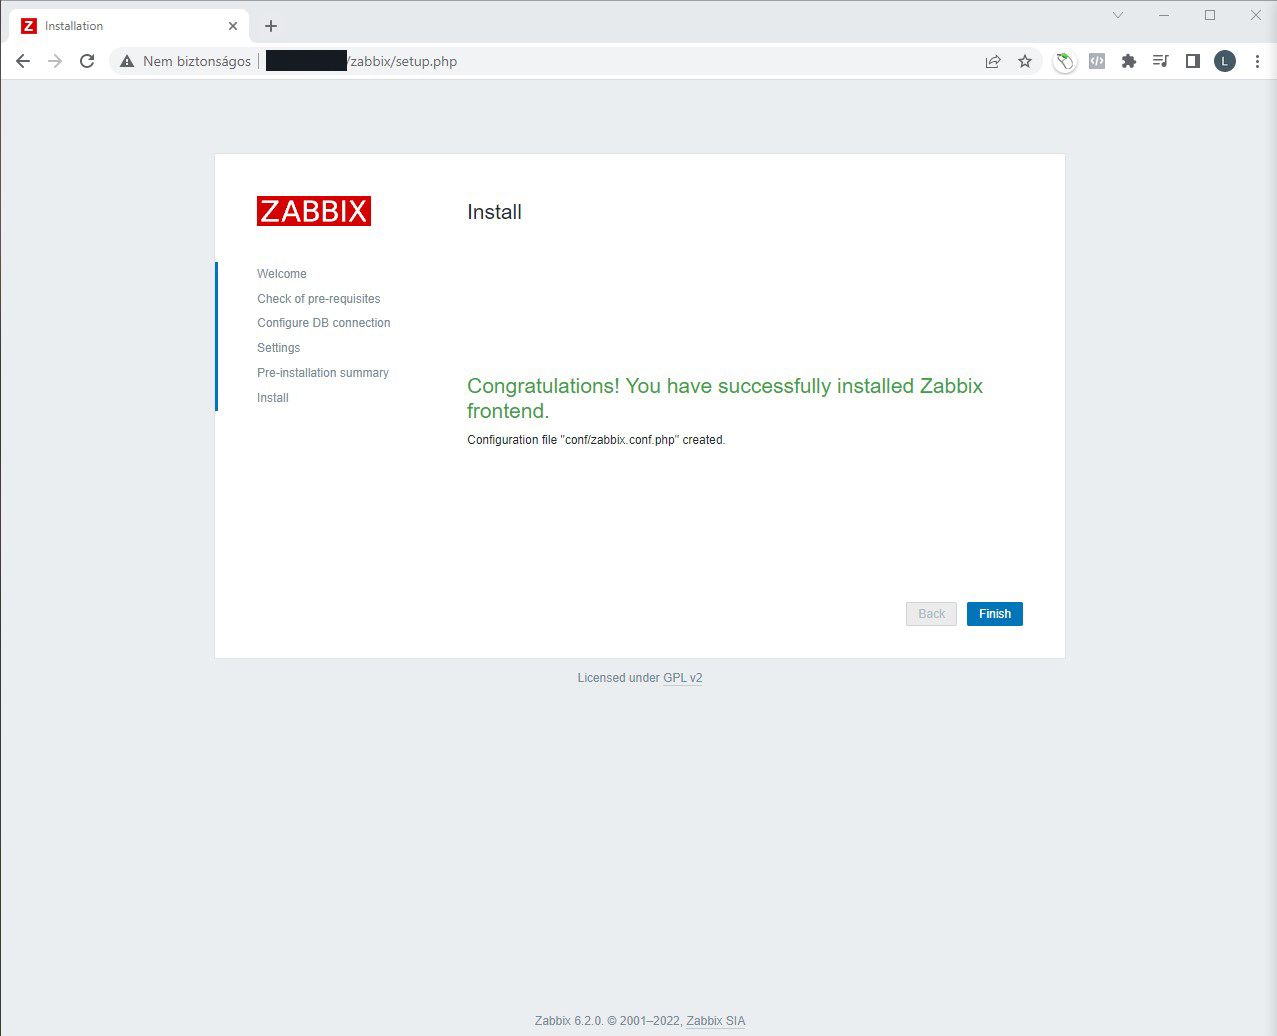 Z Installation
Nem biztonságos /zabbix/setup.php
L
ZABBIX
Install
Welcome
Check of pre-requisites
Configure DB connection
Settings
Pre-installation summary
Install
Congratulations! You have successfully installed Zabbix
frontend.
Configuration file "conf/zabbix.conf.php" created.
Back Finish
Licensed under GPL v2
Zabbix 6.2.0. © 2001–2022, Zabbix SIA